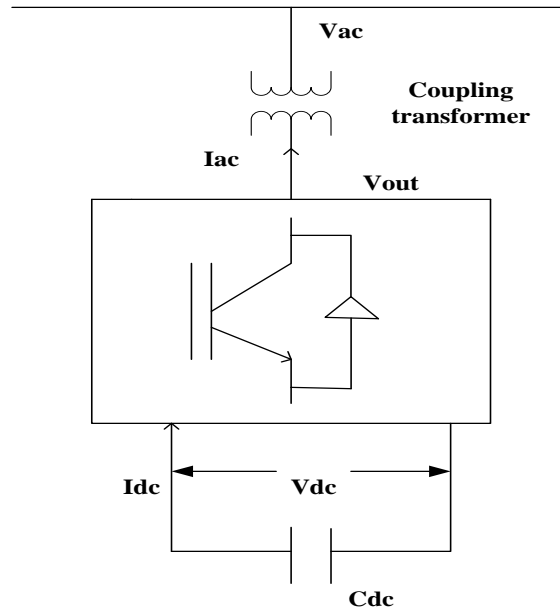 Vac
Coupling
transformer
Iac
Vout
Idc
Vdc
Cdc